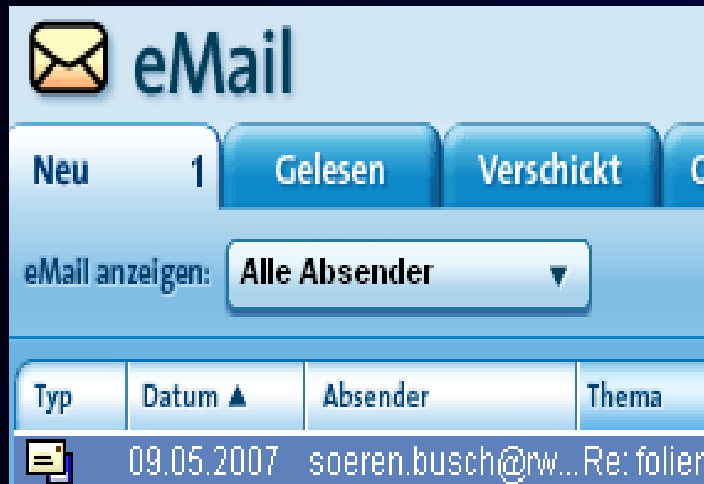 eMail
Neu 1 Gelesen Verschickt
eMail anzeigen: Alle Absender
Typ Datum Absender Thema
09.05.2007 soeren.busch@rw... Re: folien